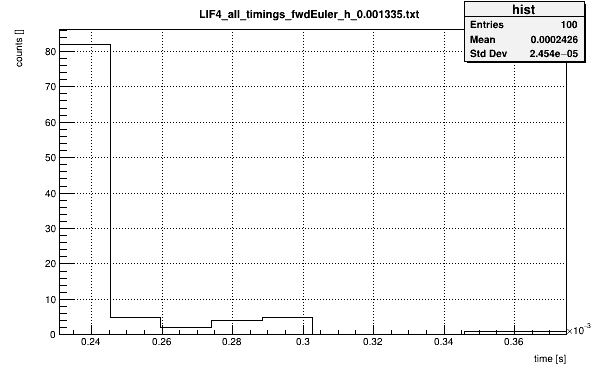 LIF4_all_timings_fwdEuler_h_0.001335.txt
hist
Entries 100
Mean 0.0002426
Std Dev 2.454e−05
counts []
80
70
60
50
40
30
20
10
0
0.24 0.26 0.28 0.3 0.32 0.34 0.36
×10⁻³
time [s]